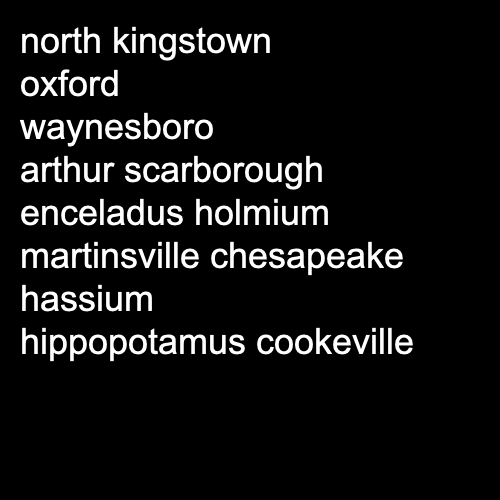 north kingstown
oxford
waynesboro
arthur scarborough
enceladus holmium
martinsville chesapeake
hassium
hippopotamus cookeville